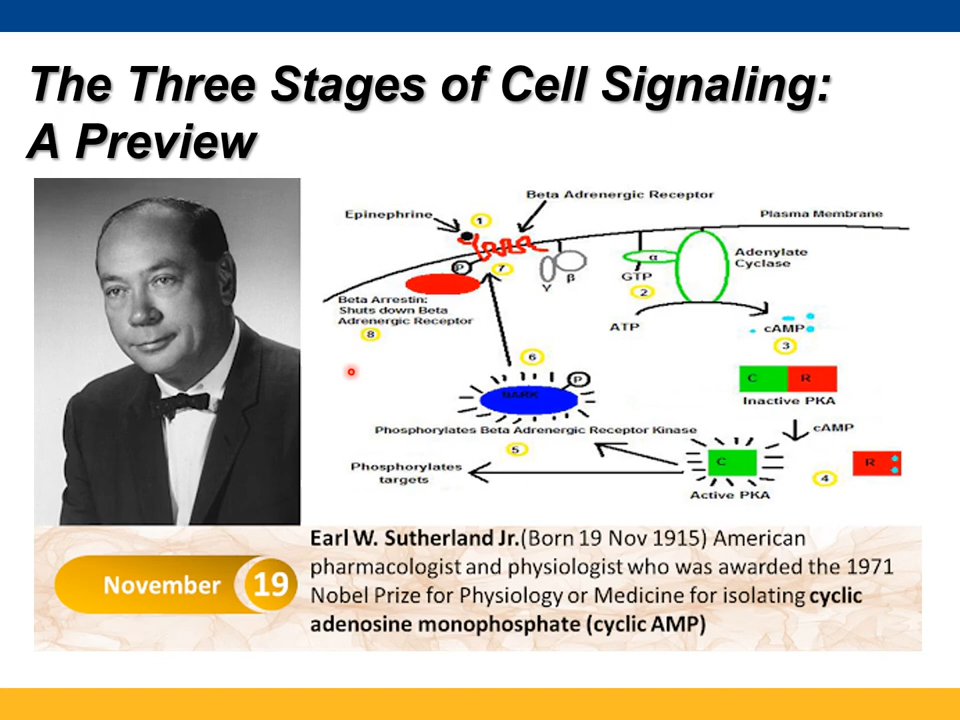 The Three Stages of Cell Signaling:
A Preview
Beta Adrenergic Receptor
Epinephrine
1
Plasma Membrane
P
7
γ
β
α
GTP
2
Adenylate
Cyclase
Beta Arrestin:
Shuts down Beta
Adrenergic Receptor
8
ATP
cAMP
3
6
P
BARK
C
R
Inactive PKA
Phosphorylates Beta Adrenergic Receptor Kinase
cAMP
5
Phosphorylates
targets
C
R
4
Active PKA
November 19
Earl W. Sutherland Jr.(Born 19 Nov 1915) American
pharmacologist and physiologist who was awarded the 1971
Nobel Prize for Physiology or Medicine for isolating cyclic
adenosine monophosphate (cyclic AMP)